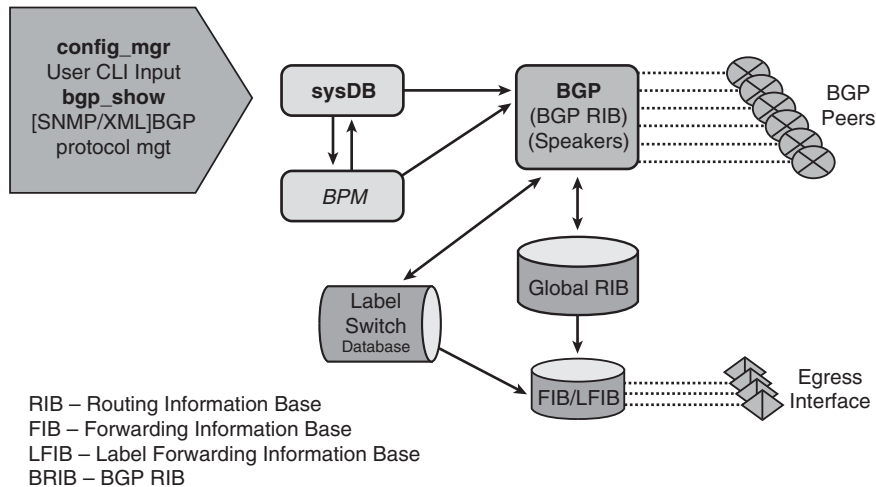 config_mgr
User CLI Input
bgp_show
[SNMP/XML]BGP
protocol mgt
sysDB
BPM
BGP
(BGP RIB)
(Speakers)
BGP
Peers
Label
Switch
Database
Global RIB
FIB/LFIB
Egress
Interface
RIB – Routing Information Base
FIB – Forwarding Information Base
LFIB – Label Forwarding Information Base
BRIB – BGP RIB